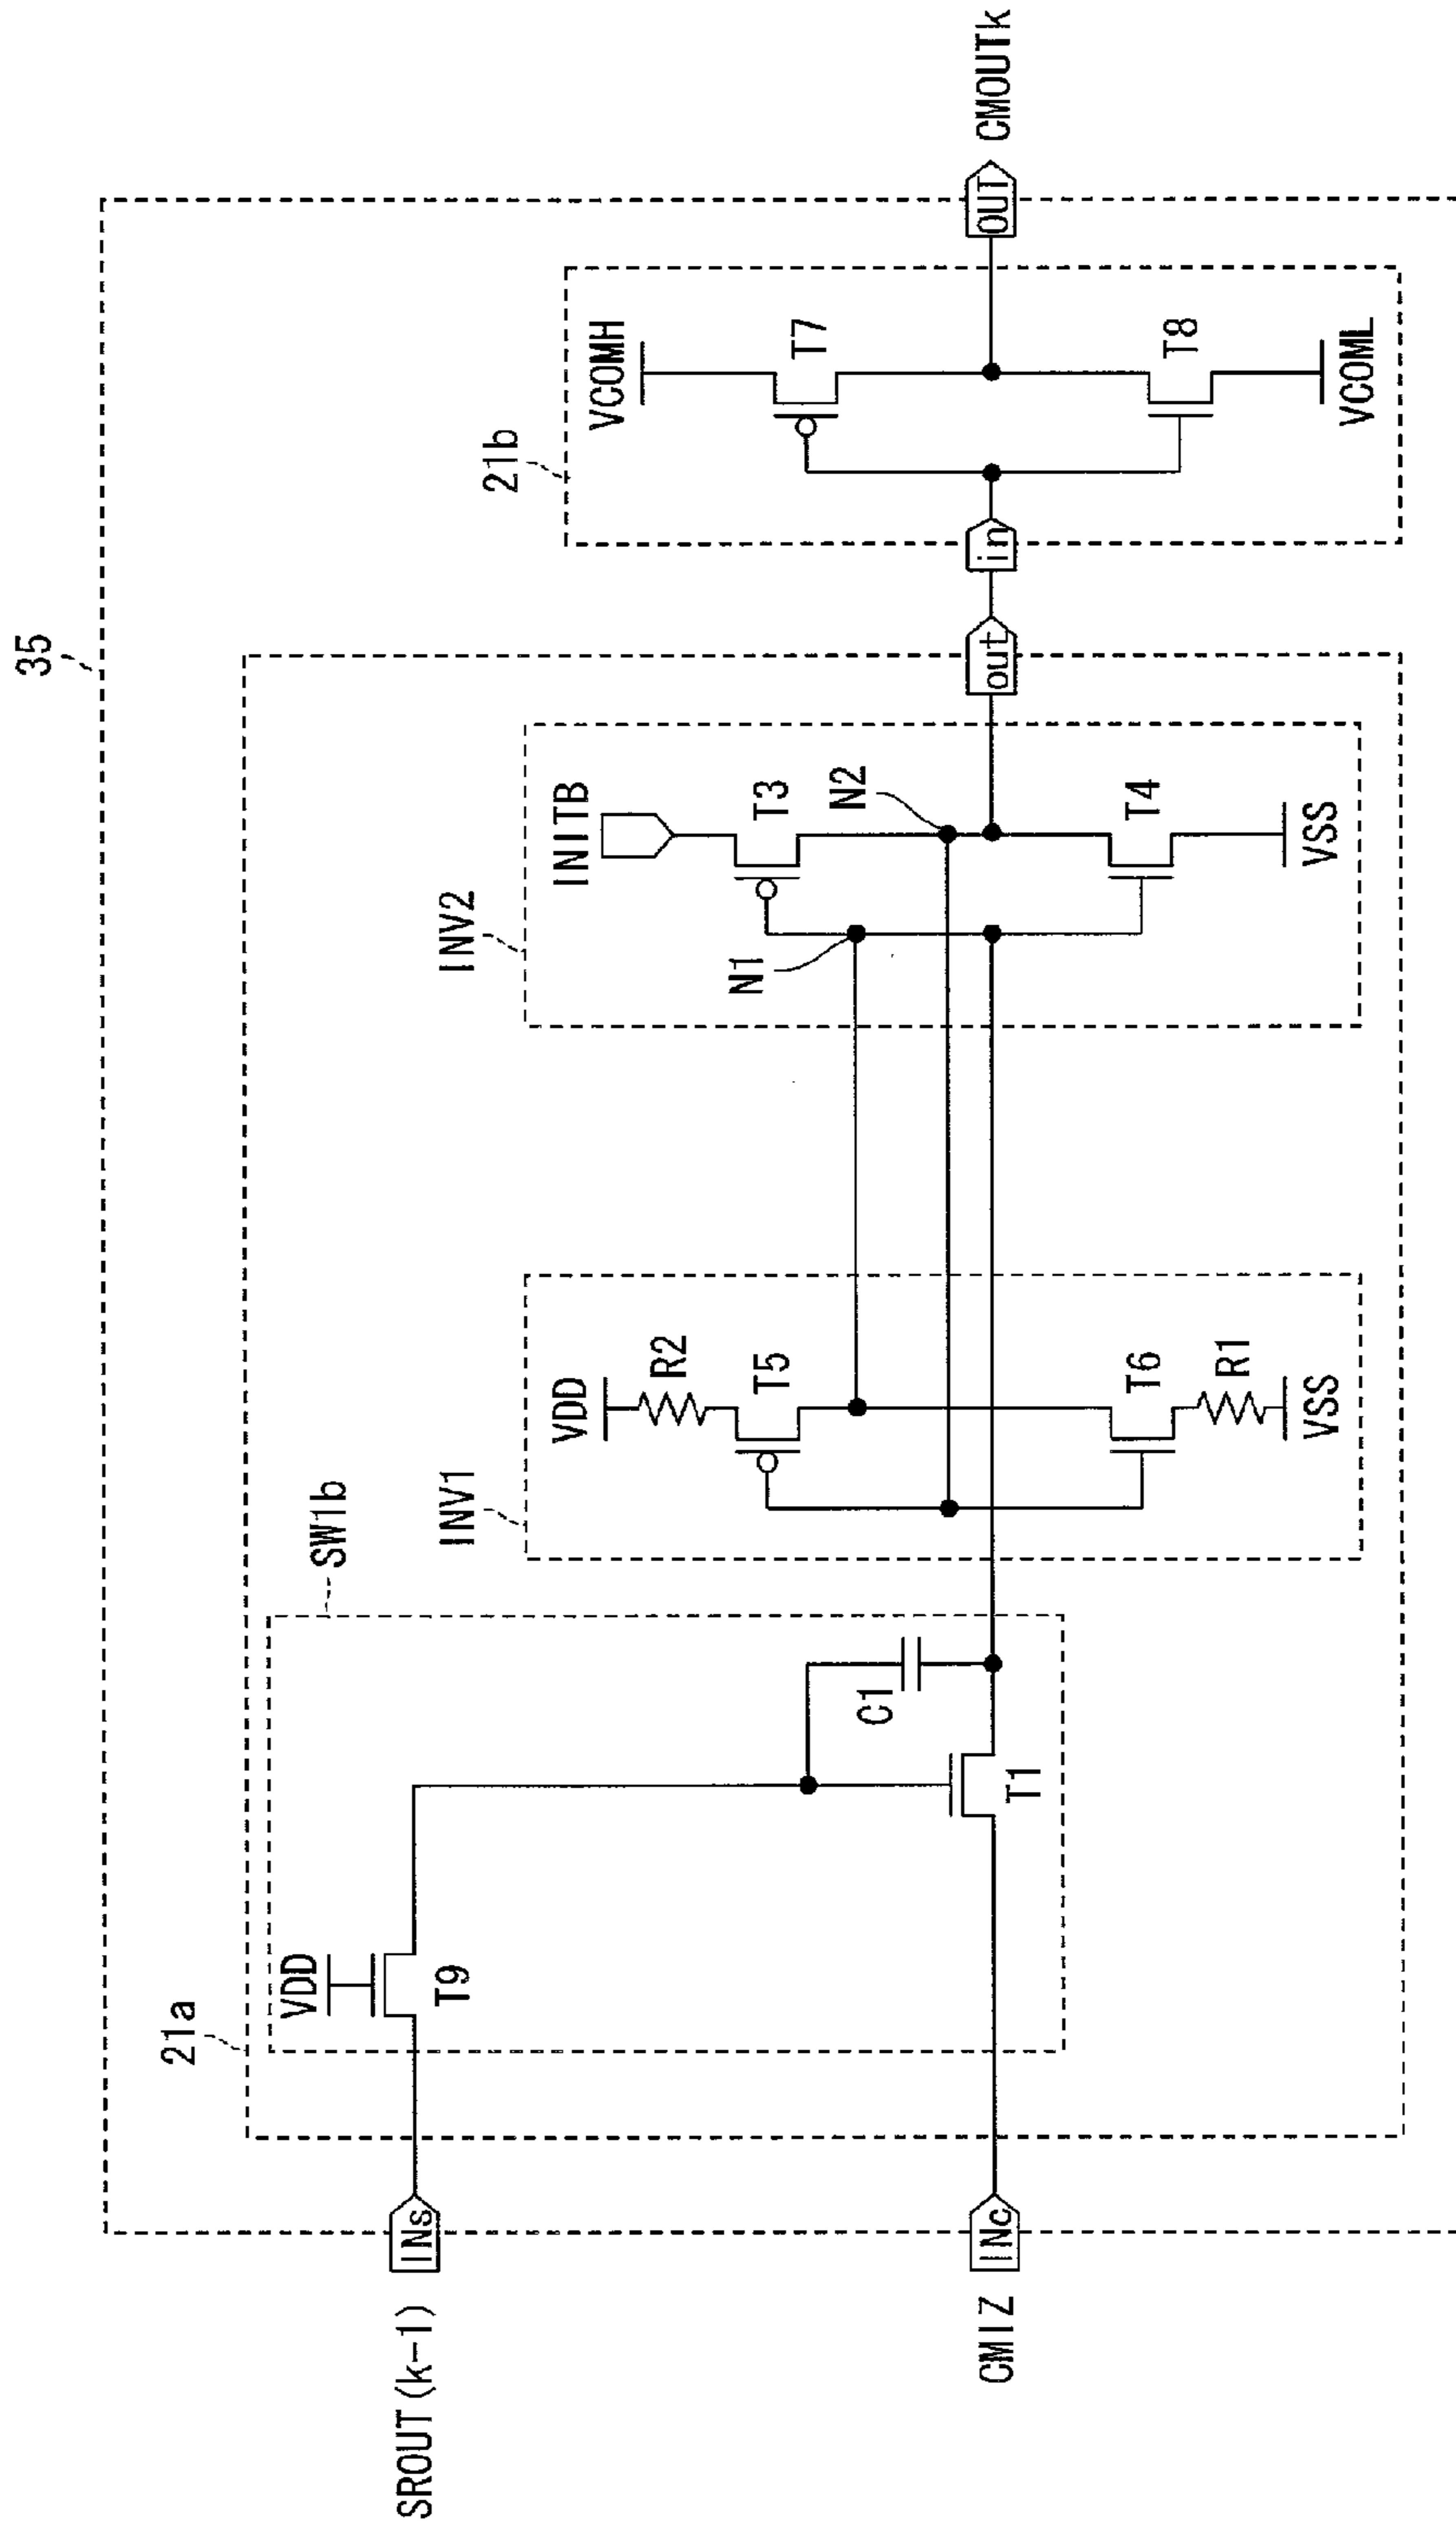 35
21a
SW1b
INV1
INV2
21b
SROUT(k-1)
INs
VDD
T9
C1
T1
CMIZ
INc
VDD
R2
T5
T6
R1
VSS
INITB
T3
N1
N2
T4
VSS
out
in
VCOMH
T7
T8
VCOML
OUT
CMOUTk